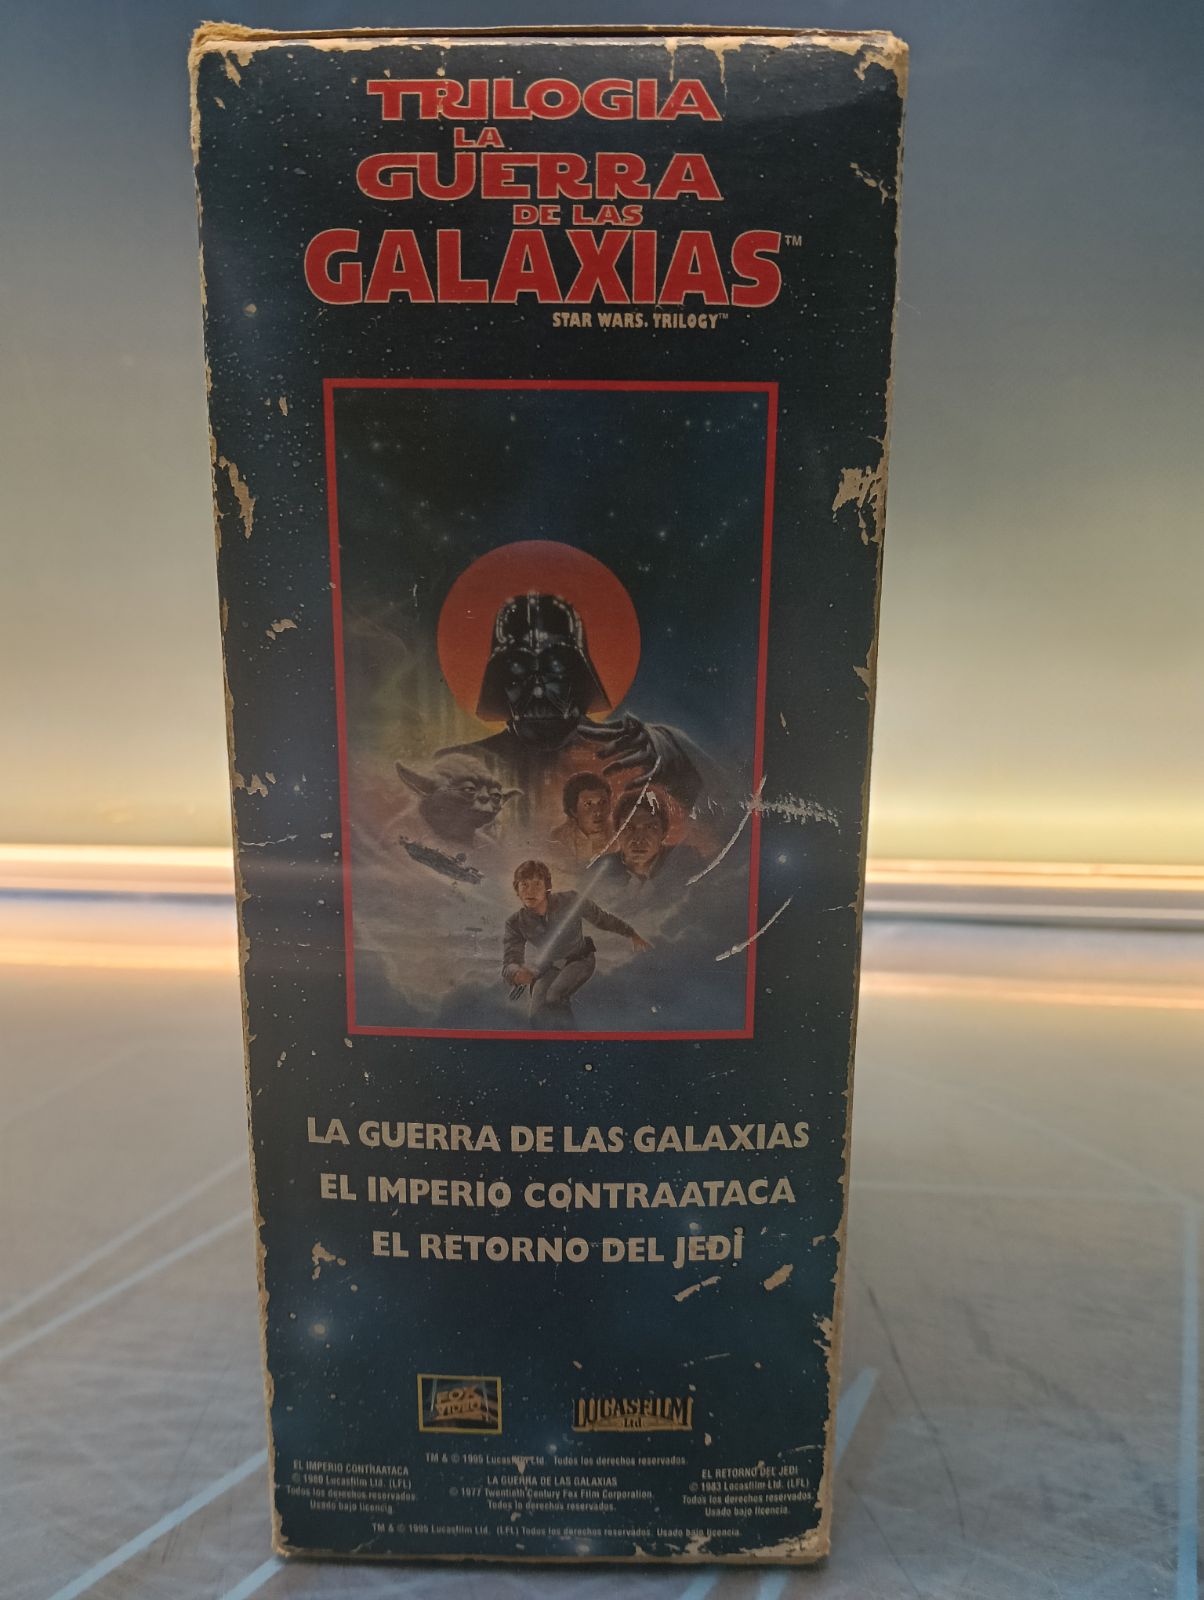 TRILOGIA
LA
GUERRA
DE LAS
GALAXIAS™
STAR WARS. TRILOGY™
LA GUERRA DE LAS GALAXIAS
EL IMPERIO CONTRAATACA
EL RETORNO DEL JEDI
FOX
VIDEO
LUCASFILM
Ltd.
TM & © 1995 Lucasfilm Ltd. Todos los derechos reservados.
EL IMPERIO CONTRAATACA
© 1980 Lucasfilm Ltd. (LFL)
Todos los derechos reservados.
Usado bajo licencia.
LA GUERRA DE LAS GALAXIAS
© 1977 Twentieth Century Fox Film Corporation.
Todos lo derechos reservados.
EL RETORNO DEL JEDI
© 1983 Lucasfilm Ltd. (LFL)
Todos los derechos reservados
Usado bajo licencia.
TM & © 1995 Lucasfilm Ltd. (LFL) Todos los derechos reservados. Usado bajo licencia.